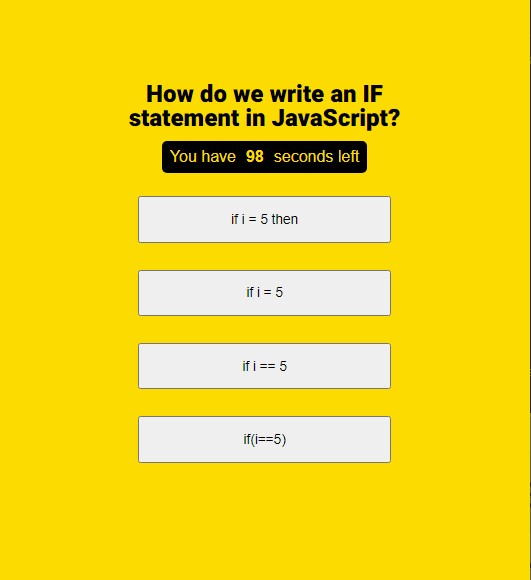 How do we write an IF
statement in JavaScript?
You have 98 seconds left
if i = 5 then
if i = 5
if i == 5
if(i==5)